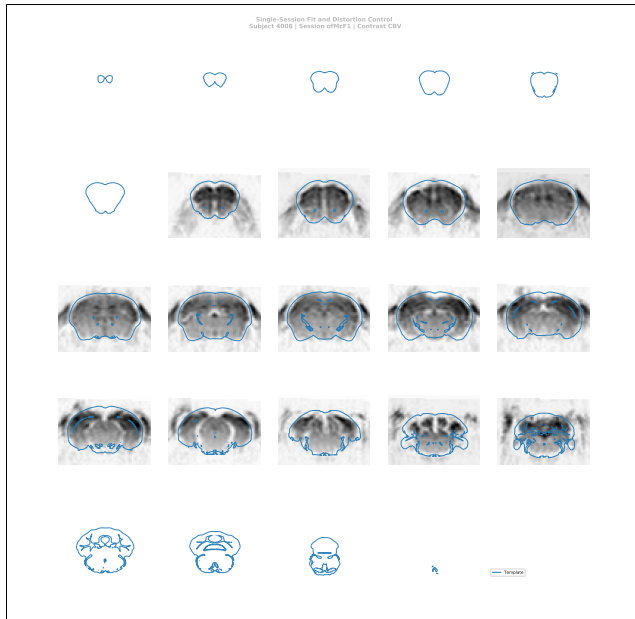 Single-Session Fit and Distortion Control
Subject 4008 | Session ofMcF1 | Contrast CBV
Template